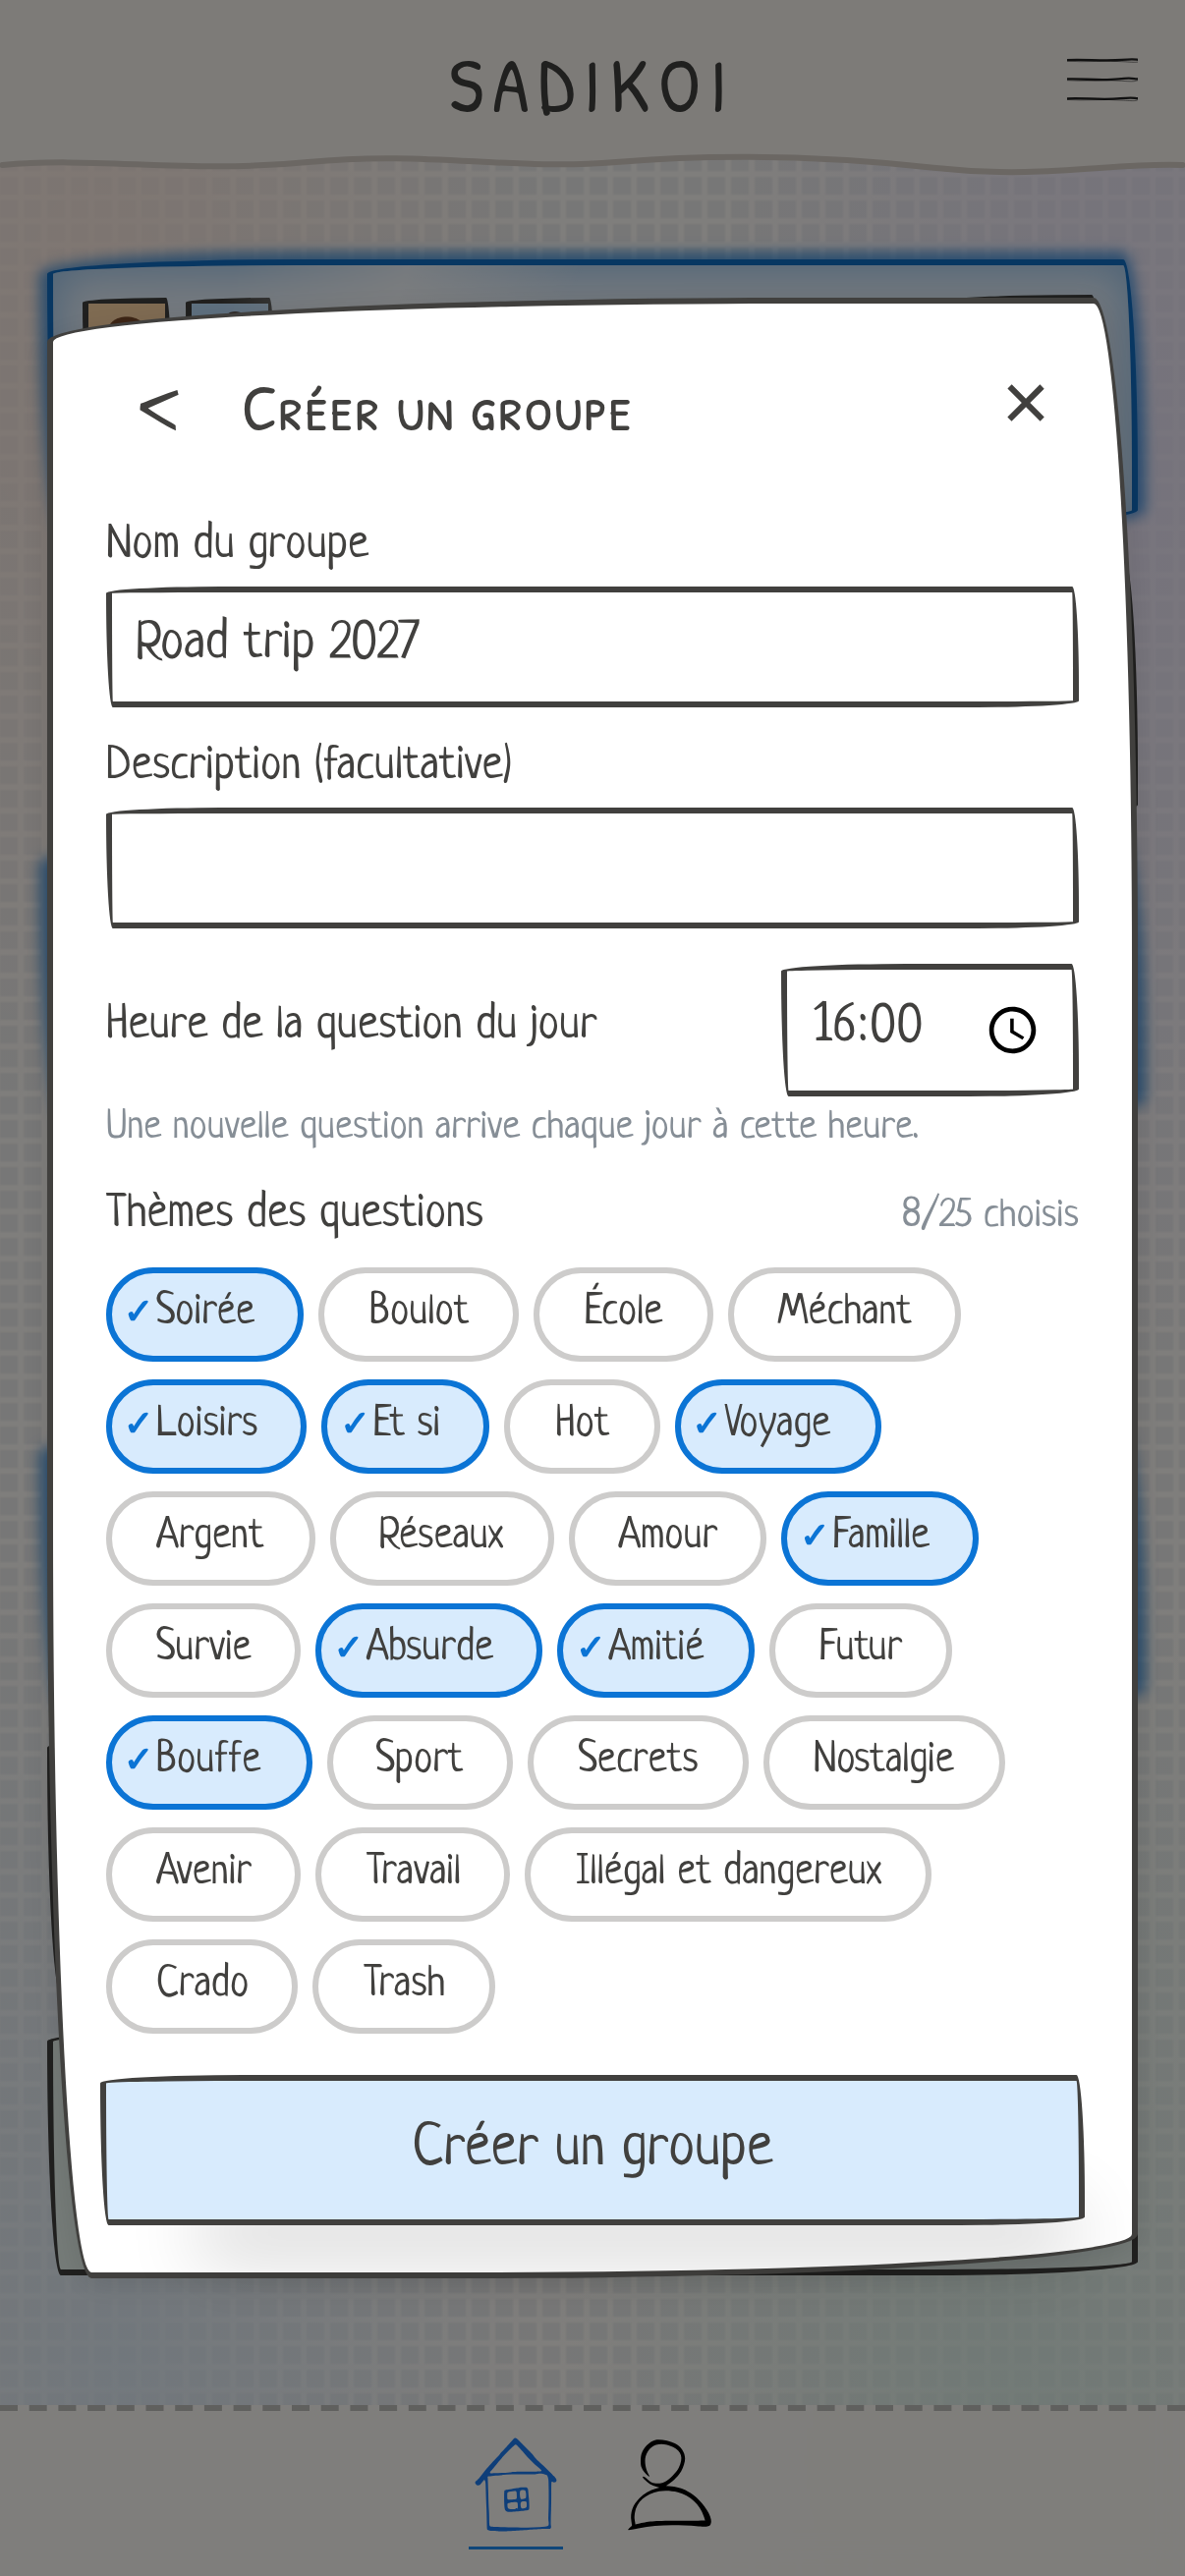 SADIKOI
< Créer un groupe ✕
Nom du groupe
Road trip 2027
Description (facultative)
Heure de la question du jour 16:00
Une nouvelle question arrive chaque jour à cette heure.
Thèmes des questions 8/25 choisis
✓Soirée Boulot École Méchant
✓Loisirs ✓Et si Hot ✓Voyage
Argent Réseaux Amour ✓Famille
Survie ✓Absurde ✓Amitié Futur
✓Bouffe Sport Secrets Nostalgie
Avenir Travail Illégal et dangereux
Crado Trash
Créer un groupe